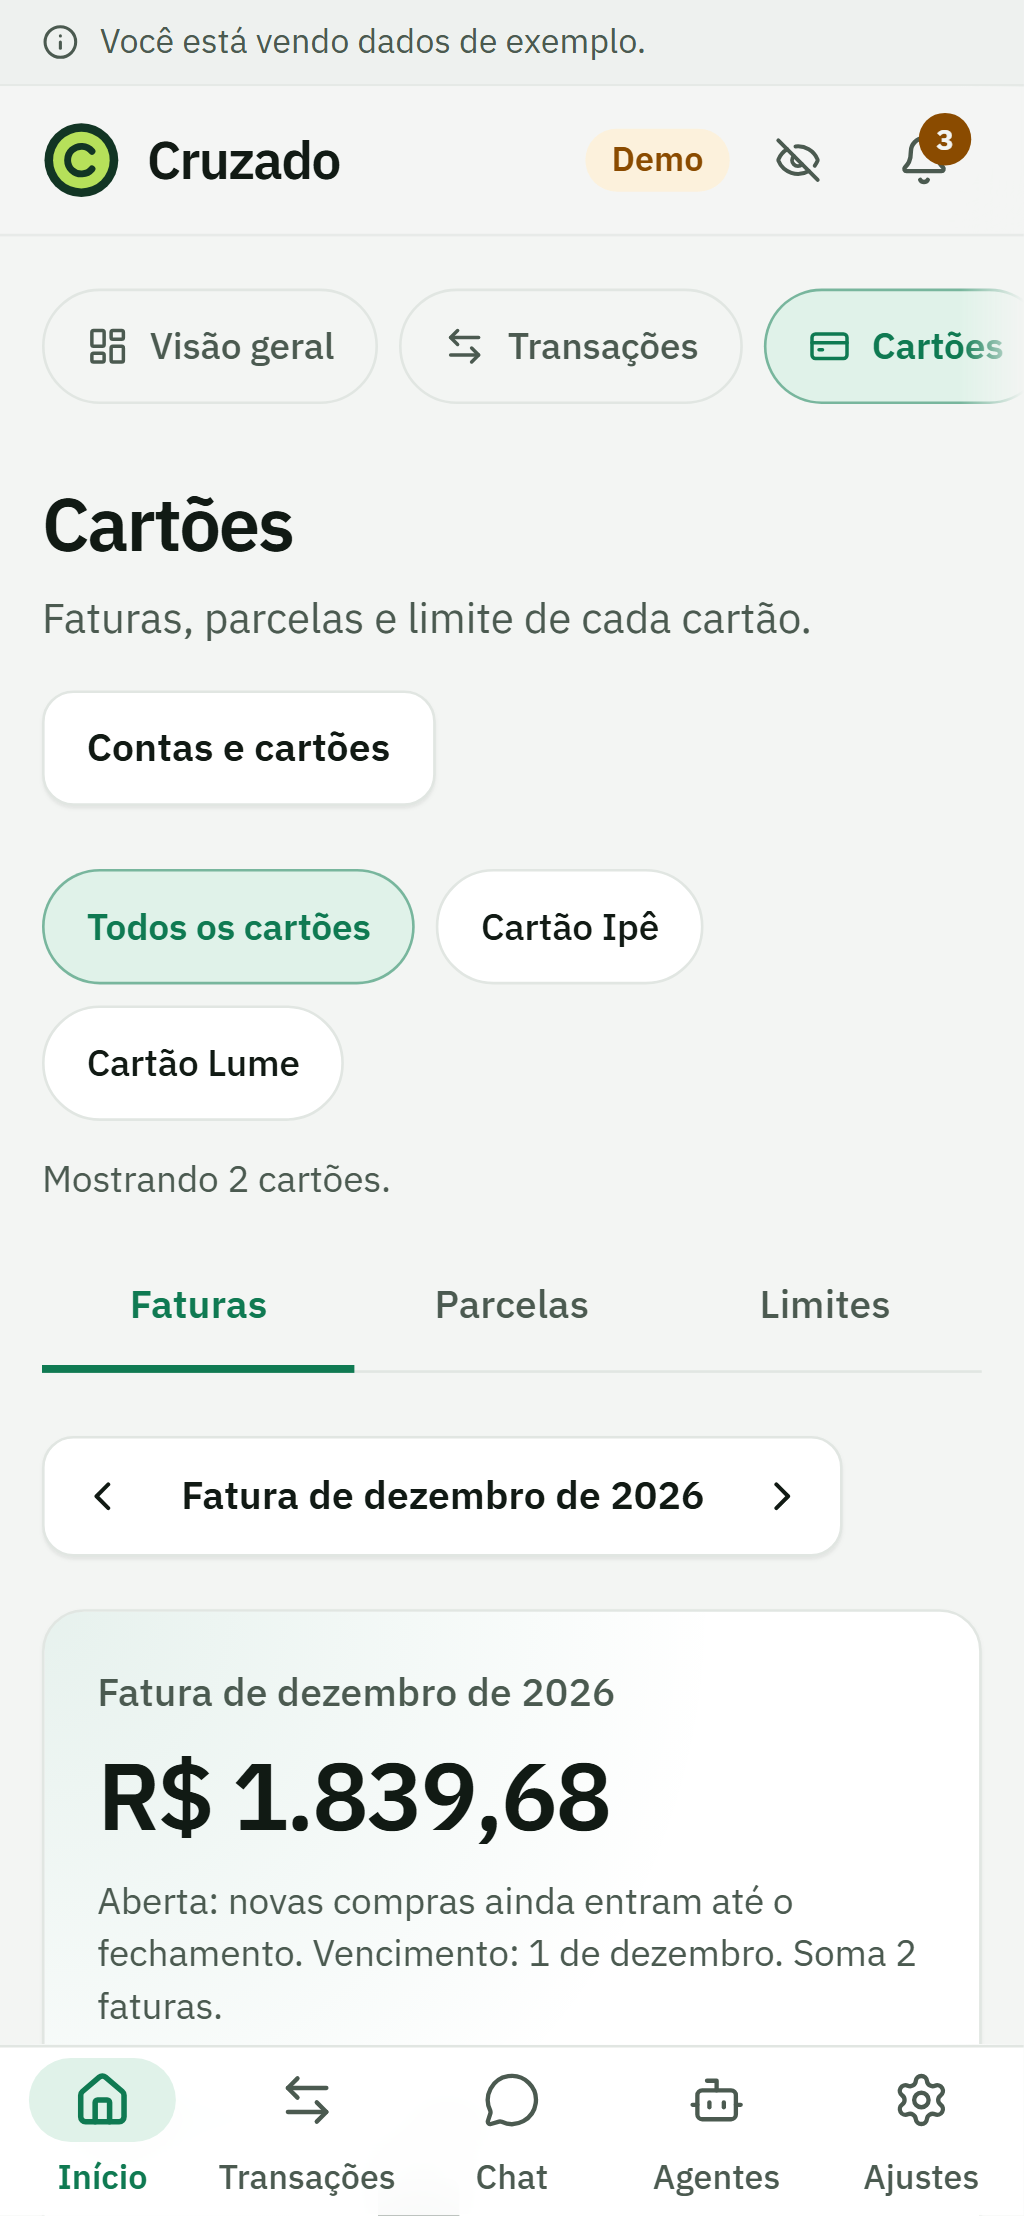 Você está vendo dados de exemplo.
Cruzado
Demo
3
Visão geral
Transações
Cartões
Cartões
Faturas, parcelas e limite de cada cartão.
Contas e cartões
Todos os cartões
Cartão Ipê
Cartão Lume
Mostrando 2 cartões.
Faturas
Parcelas
Limites
Fatura de dezembro de 2026
Fatura de dezembro de 2026
R$ 1.839,68
Aberta: novas compras ainda entram até o
fechamento. Vencimento: 1 de dezembro. Soma 2
faturas.
Início
Transações
Chat
Agentes
Ajustes